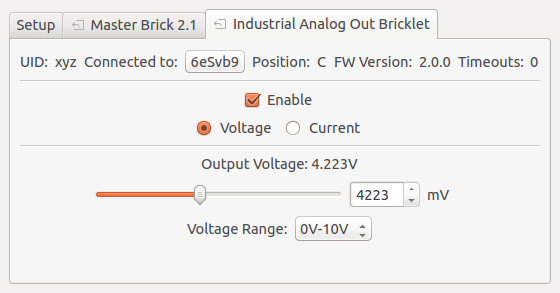 Setup Master Brick 2.1 Industrial Analog Out Bricklet
UID: xyz Connected to: 6eSvb9 Position: C FW Version: 2.0.0 Timeouts: 0
Enable
Voltage Current
Output Voltage: 4.223V
4223 mV
Voltage Range: 0V-10V